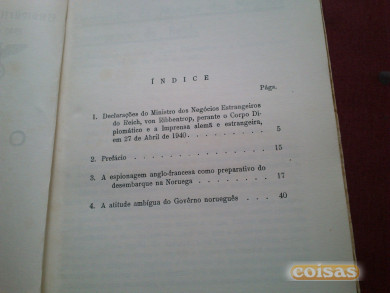 ÍNDICE
Pág.
1. Declarações do Ministro dos Negócios Estrangeiros
do Reich, von Ribbentrop, perante o Corpo Di-
plomático e a Imprensa alemã e estrangeira,
em 27 de Abril de 1940. . . . . . . . . 5
2. Prefácio . . . . . . . . . . . . . 15
3. A espionagem anglo-francesa como preparativo do
desembarque na Noruega . . . . . . . . 17
4. A atitude ambígua do Govêrno norueguês . . . 40
coisas